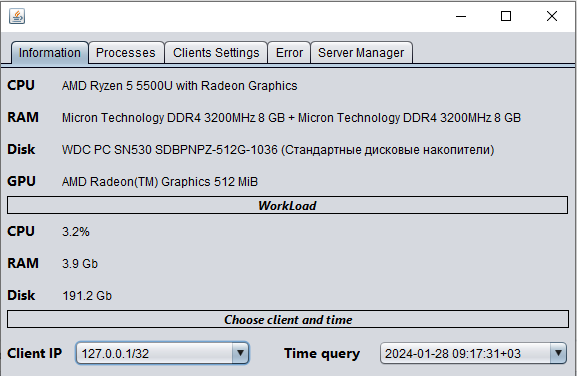 Information Processes Clients Settings Error Server Manager
CPU AMD Ryzen 5 5500U with Radeon Graphics
RAM Micron Technology DDR4 3200MHz 8 GB + Micron Technology DDR4 3200MHz 8 GB
Disk WDC PC SN530 SDBPNPZ-512G-1036 (Стандартные дисковые накопители)
GPU AMD Radeon(TM) Graphics 512 MiB
WorkLoad
CPU 3.2%
RAM 3.9 Gb
Disk 191.2 Gb
Choose client and time
Client IP 127.0.0.1/32 Time query 2024-01-28 09:17:31+03